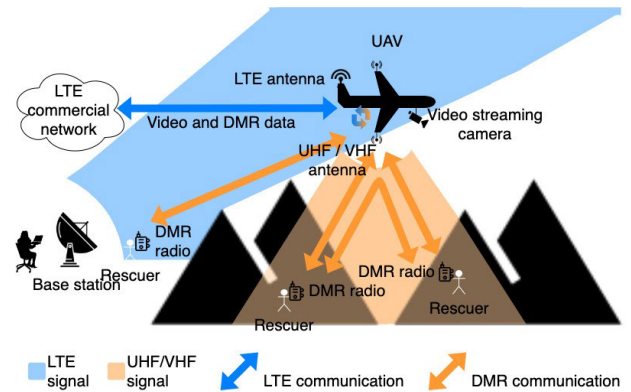 UAV
LTE antenna
LTE
commercial
network
Video and DMR data
Video streaming
camera
UHF / VHF
antenna
DMR
radio
Rescuer
Base station
DMR radio
Rescuer
DMR radio
Rescuer
LTE
signal
UHF/VHF
signal
LTE communication
DMR communication